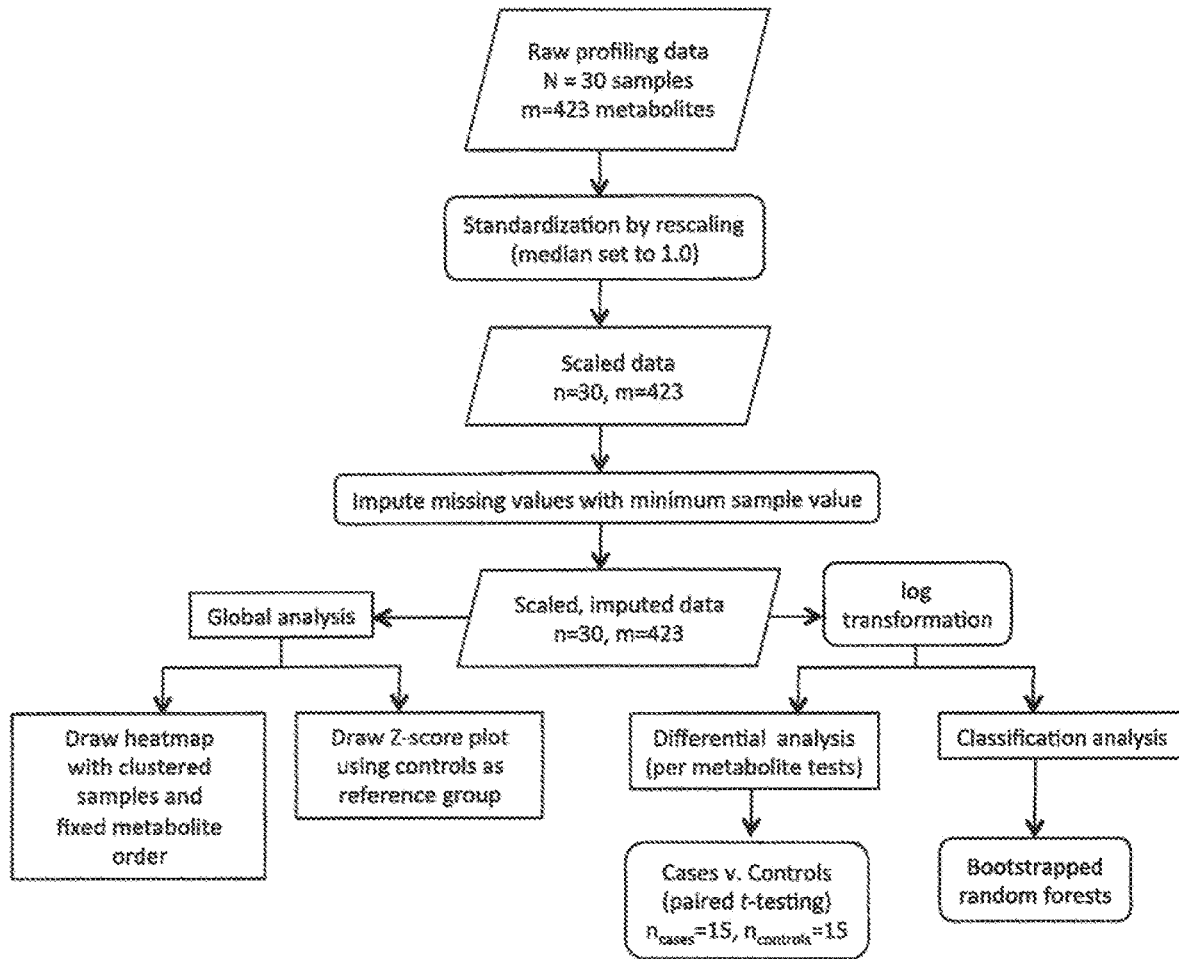 Raw profiling data
N = 30 samples
m=423 metabolites
Standardization by rescaling
(median set to 1.0)
Scaled data
n=30, m=423
Impute missing values with minimum sample value
Global analysis
Scaled, imputed data
n=30, m=423
log
transformation
Draw heatmap
with clustered
samples and
fixed metabolite
order
Draw Z-score plot
using controls as
reference group
Differential analysis
(per metabolite tests)
Classification analysis
Cases v. Controls
(paired t-testing)
ncases=15, ncontrols=15
Bootstrapped
random forests